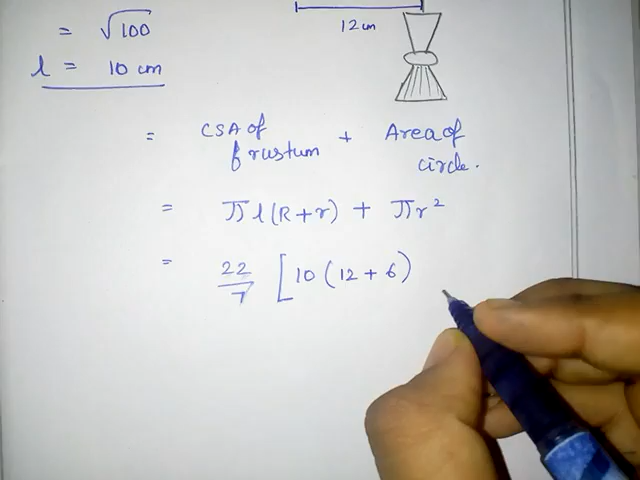 = √100
12 cm
l = 10 cm
= CSA of frustum + Area of circle.
= πl(R+r) + πr²
= 22/7 [10(12+6)